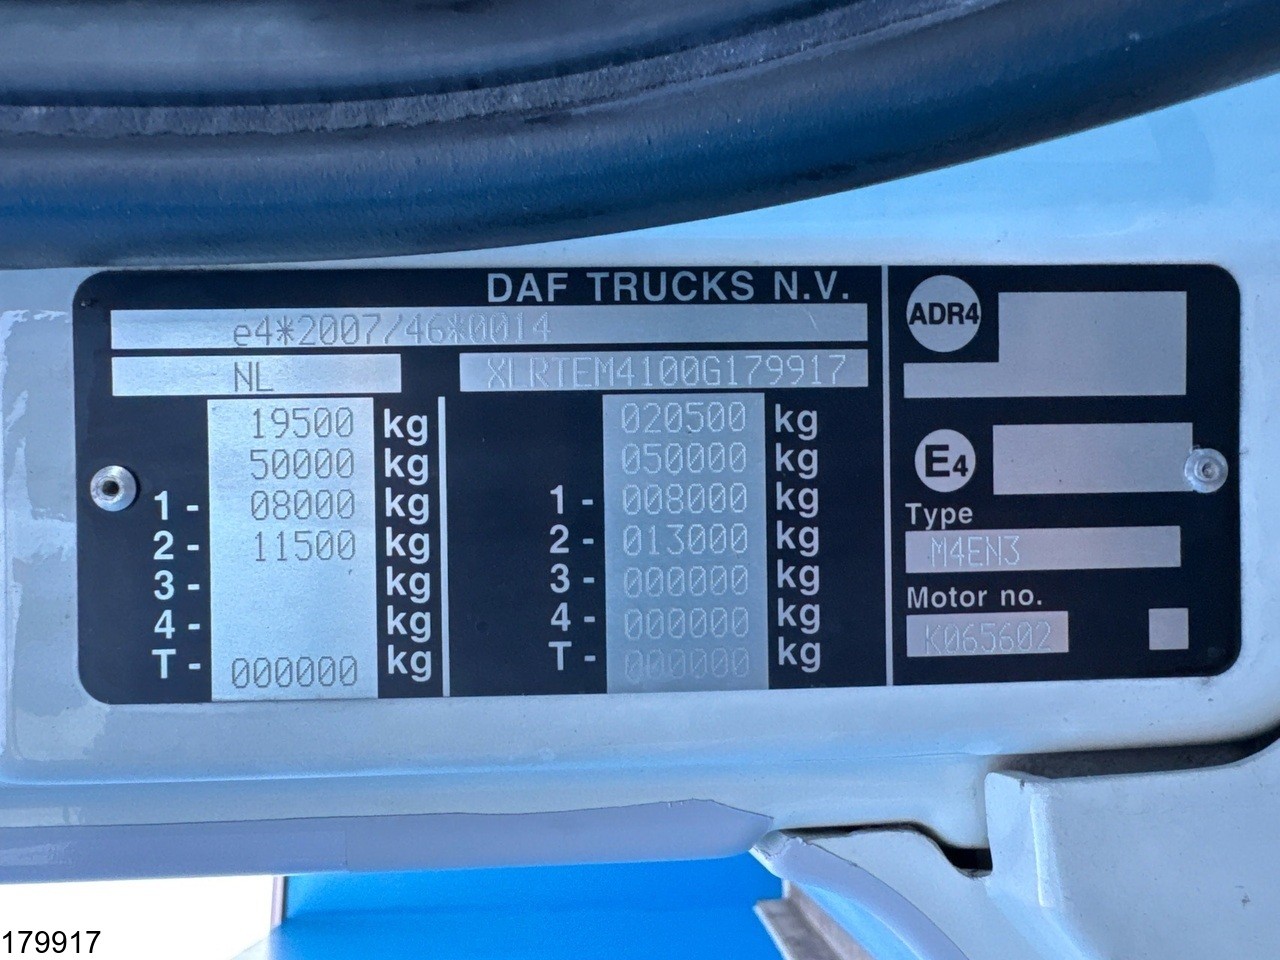 DAF TRUCKS N.V.
e4*2007/46*0014
NL XLRTEM4100G179917
19500 kg
50000 kg
1- 08000 kg
2- 11500 kg
3- kg
4- kg
T- 000000 kg
020500 kg
050000 kg
1- 008000 kg
2- 013000 kg
3- 000000 kg
4- 000000 kg
T- 000000 kg
ADR4
E4
Type
M4EN3
Motor no.
K065602
179917